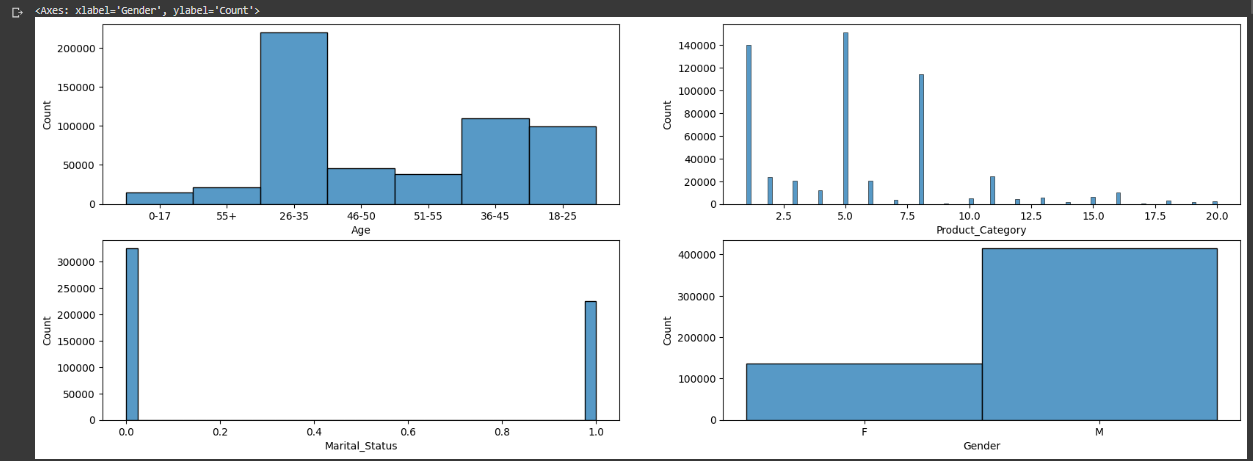 <Axes: xlabel='Gender', ylabel='Count'>
200000
150000
100000
50000
0
Count
0-17 55+ 26-35 46-50 51-55 36-45 18-25
Age
140000
120000
100000
80000
60000
40000
20000
0
Count
2.5 5.0 7.5 10.0 12.5 15.0 17.5 20.0
Product_Category
300000
250000
200000
150000
100000
50000
0
Count
0.0 0.2 0.4 0.6 0.8 1.0
Marital_Status
400000
300000
200000
100000
0
Count
F M
Gender